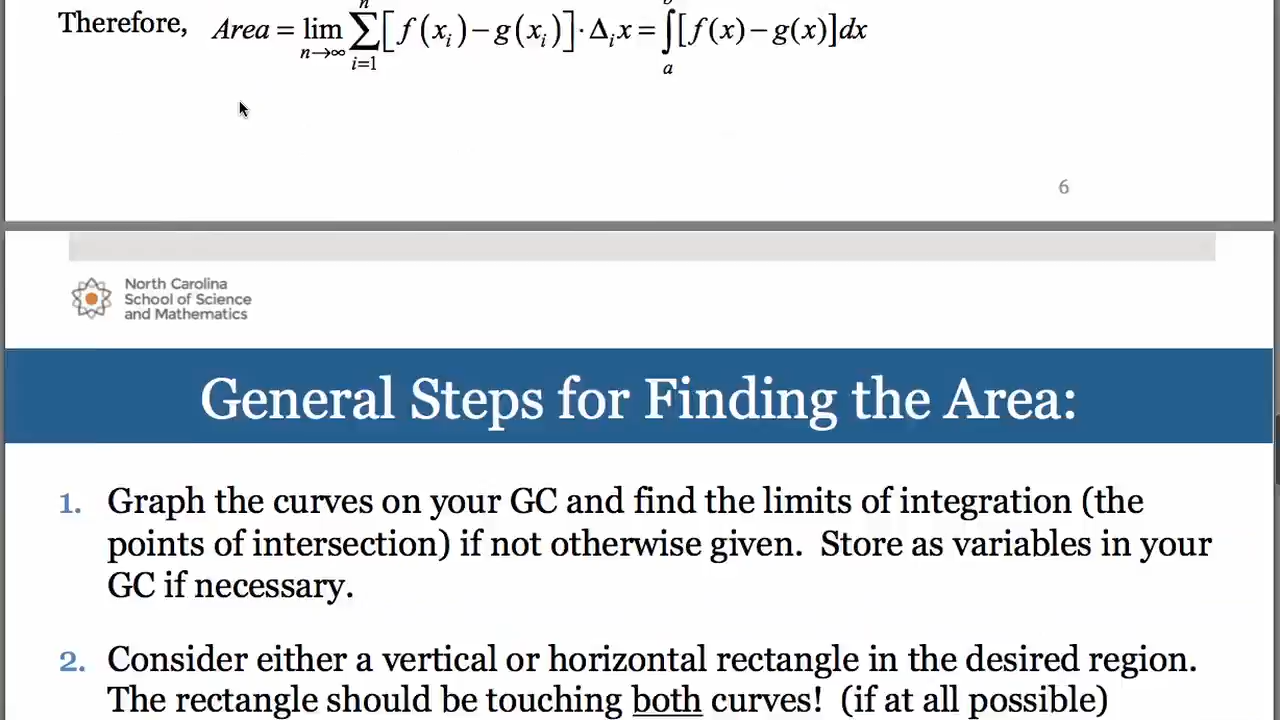 Therefore, Area = lim n→∞ ∑ i=1 n [f(x_i) − g(x_i)] · Δ_i x = ∫ a [f(x) − g(x)]dx
6
North Carolina
School of Science
and Mathematics
General Steps for Finding the Area:
1. Graph the curves on your GC and find the limits of integration (the
points of intersection) if not otherwise given. Store as variables in your
GC if necessary.
2. Consider either a vertical or horizontal rectangle in the desired region.
The rectangle should be touching both curves! (if at all possible)